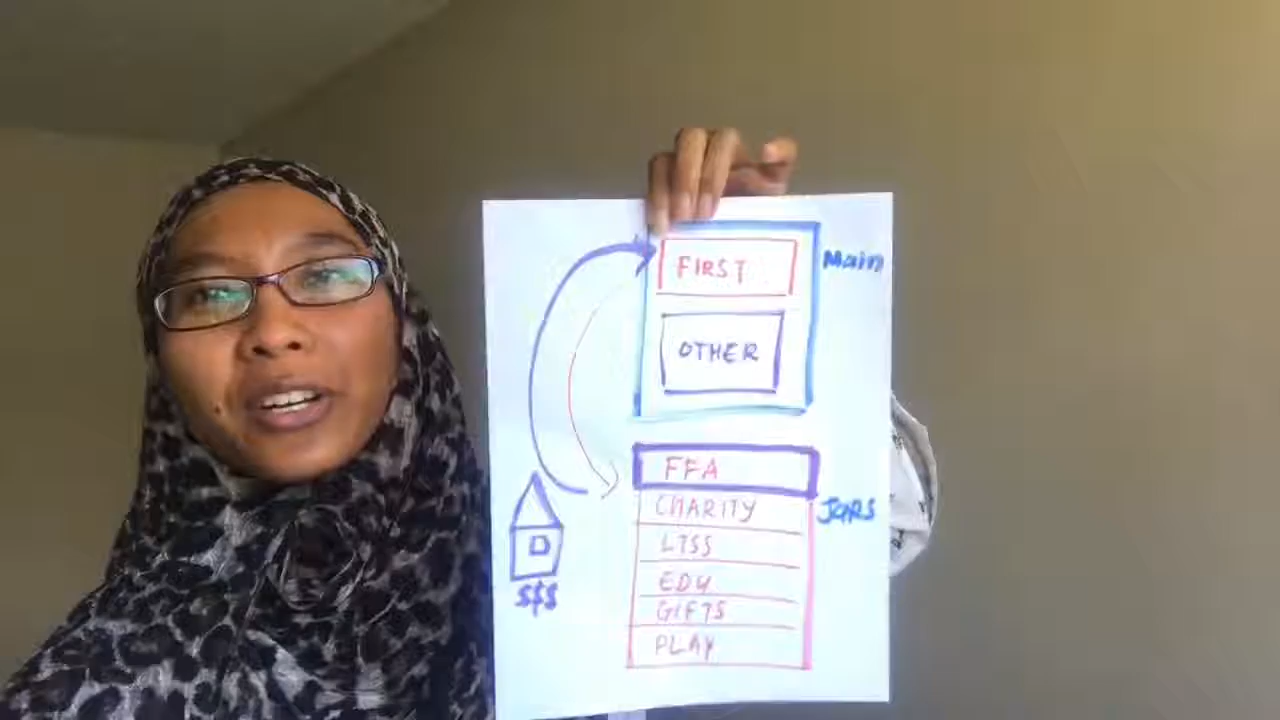 FIRST
Main
OTHER
FFA
CHARITY
JARS
LTSS
EDU
GIFTS
PLAY
$$$